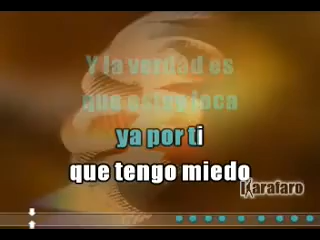 Y la verdad es
que estoy loca
ya por ti
que tengo miedo
Karafaro